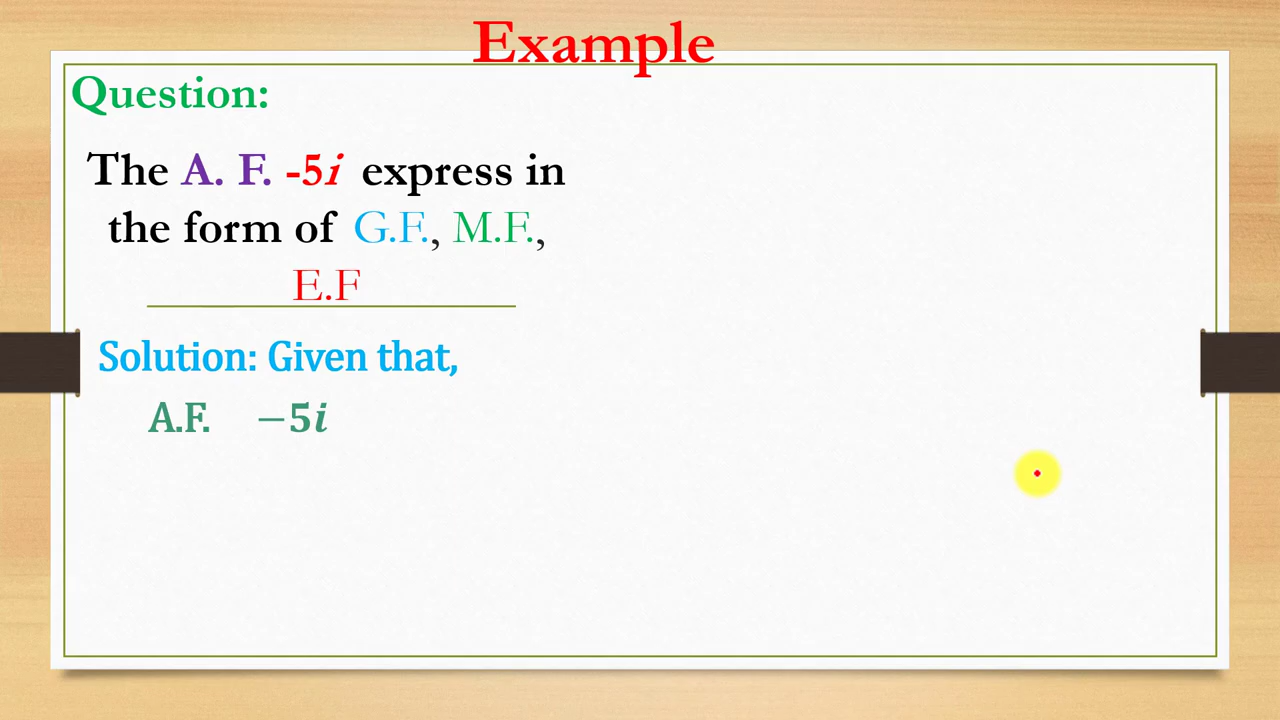 Example
Question:
The A. F. -5i express in
the form of G.F., M.F.,
E.F
Solution: Given that,
A.F. −5i